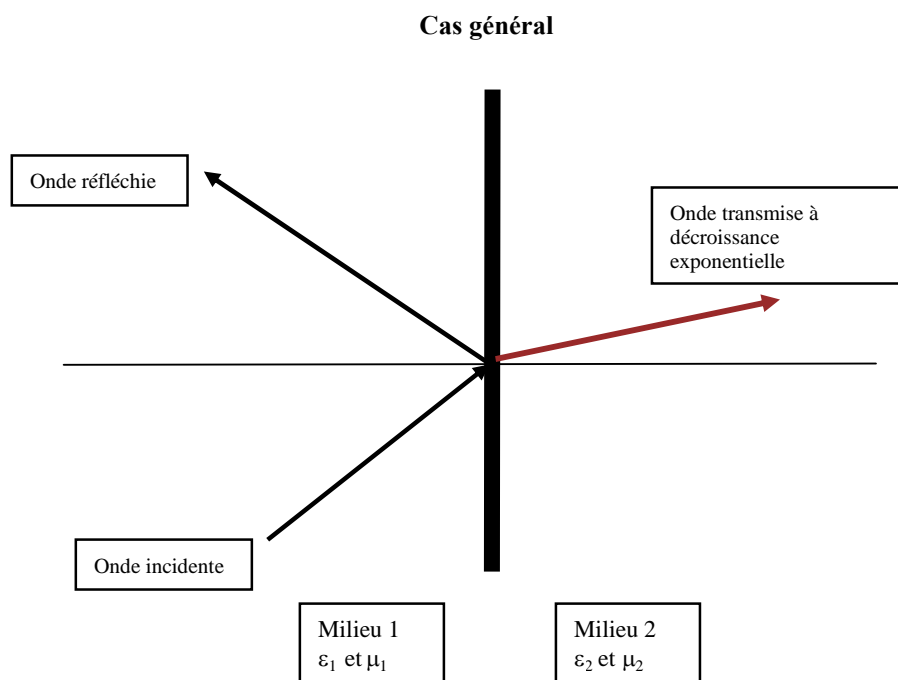 Cas général
Onde réfléchie
Onde transmise à
décroissance
exponentielle
Onde incidente
Milieu 1
ε₁ et μ₁
Milieu 2
ε₂ et μ₂